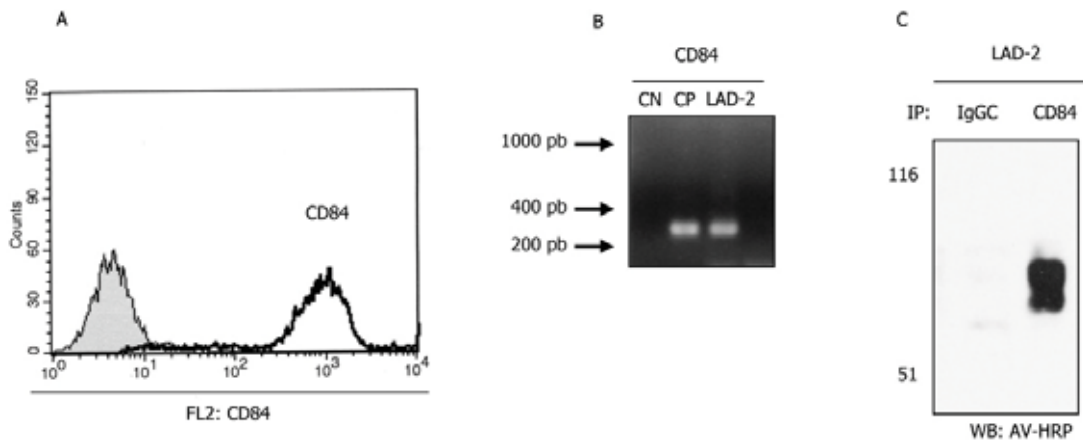 A
150
120
90
60
30
0
Counts
CD84
10^0 10^1 10^2 10^3 10^4
FL2: CD84
B
CD84
CN CP LAD-2
1000 pb
400 pb
200 pb
C
LAD-2
IP: IgGC CD84
116
51
WB: AV-HRP